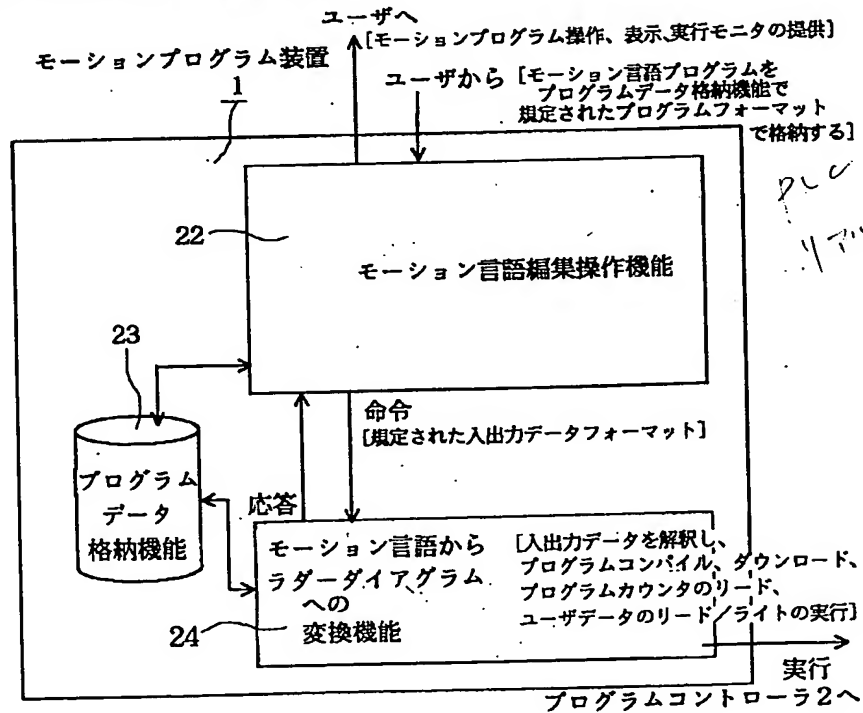 ユーザへ
[モーションプログラム操作、表示、実行モニタの提供]
モーションプログラム装置
1
ユーザから [モーション言語プログラムを
プログラムデータ格納機能で
規定されたプログラムフォーマット
で格納する]
PLC
22
モーション言語編集操作機能
23
命令
[規定された入出力データフォーマット]
プログラム
データ
格納機能
応答
モーション言語から
ラダーダイアグラム
への
変換機能
[入出力データを解釈し、
プログラムコンパイル、ダウンロード、
プログラムカウンタのリード、
ユーザデータのリード/ライトの実行]
24
実行
プログラムコントローラ2へ